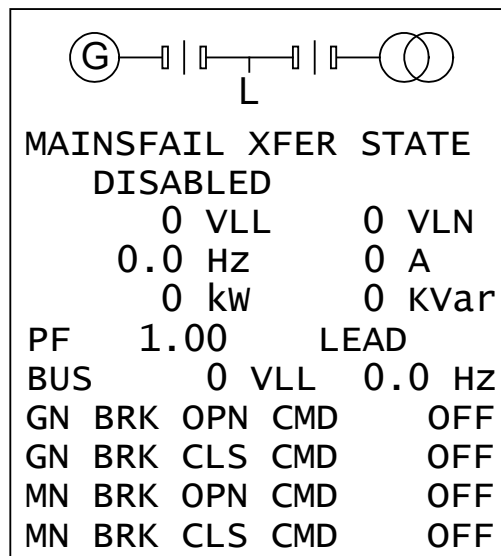 G
L
MAINSFAIL XFER STATE
DISABLED
0 VLL 0 VLN
0.0 Hz 0 A
0 kW 0 KVar
PF 1.00 LEAD
BUS 0 VLL 0.0 Hz
GN BRK OPN CMD OFF
GN BRK CLS CMD OFF
MN BRK OPN CMD OFF
MN BRK CLS CMD OFF